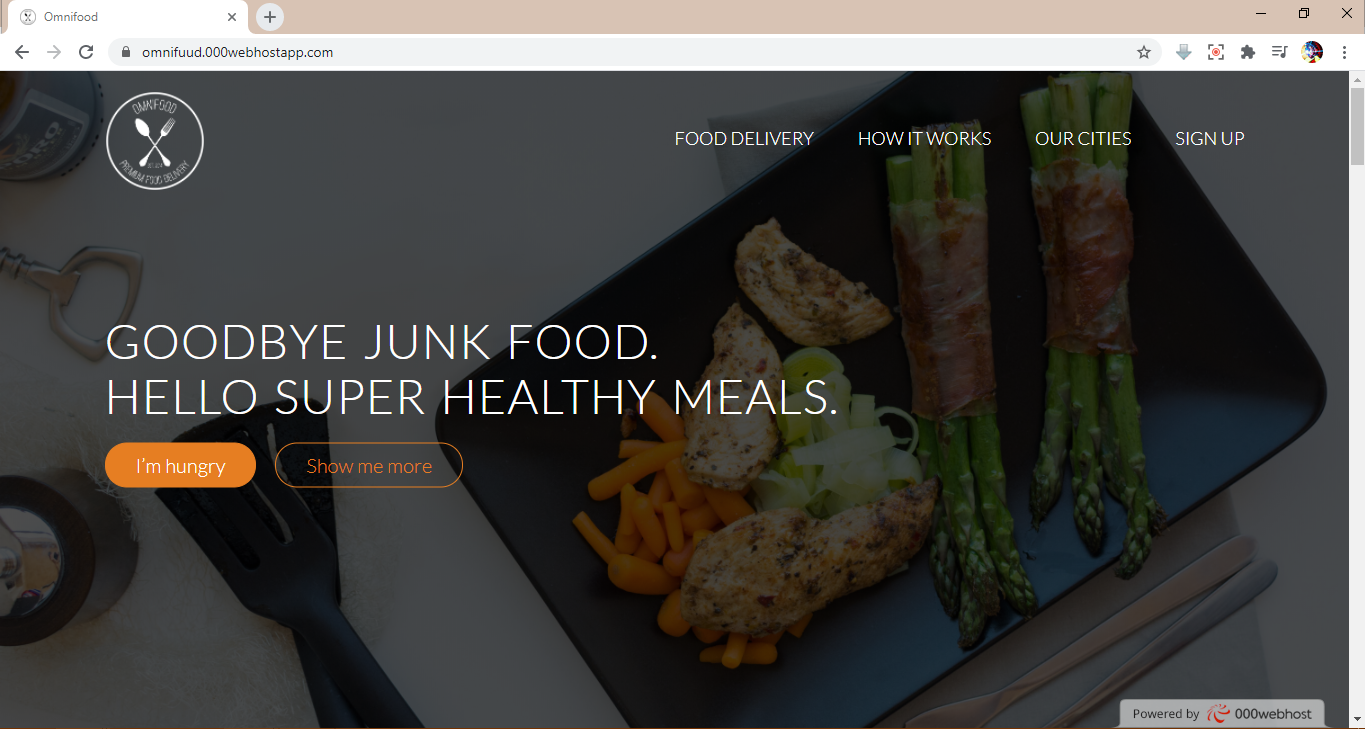 Omnifood
omnifuud.000webhostapp.com
OMNIFOOD
PREMIUM FOOD DELIVERY
FOOD DELIVERY
HOW IT WORKS
OUR CITIES
SIGN UP
GOODBYE JUNK FOOD.
HELLO SUPER HEALTHY MEALS.
I'm hungry
Show me more
Powered by 000webhost